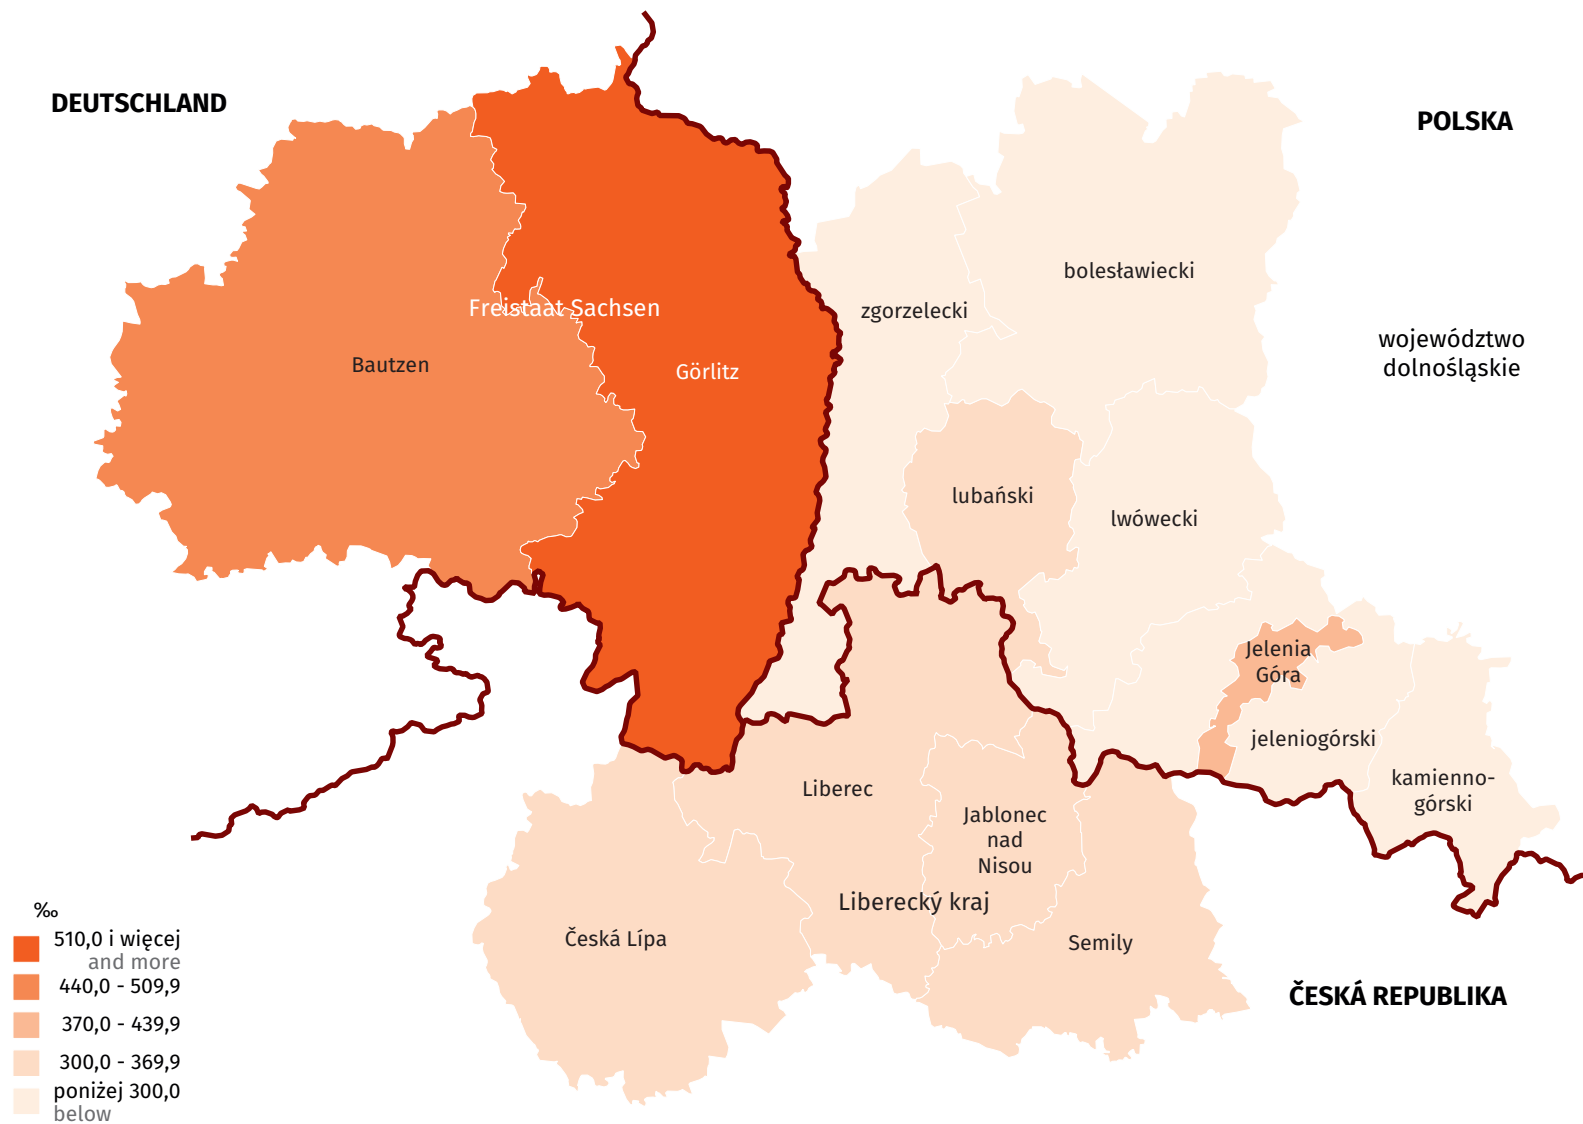 DEUTSCHLAND
POLSKA
bolesławiecki
Freistaat Sachsen
zgorzelecki
województwo
dolnośląskie
Bautzen
Görlitz
lubański
lwówecki
Jelenia
Góra
jeleniogórski
kamienno-
górski
Liberec
Jablonec
nad
Nisou
Liberecký kraj
Česká Lípa
Semily
ČESKÁ REPUBLIKA
‰
510,0 i więcej
and more
440,0 - 509,9
370,0 - 439,9
300,0 - 369,9
poniżej 300,0
below